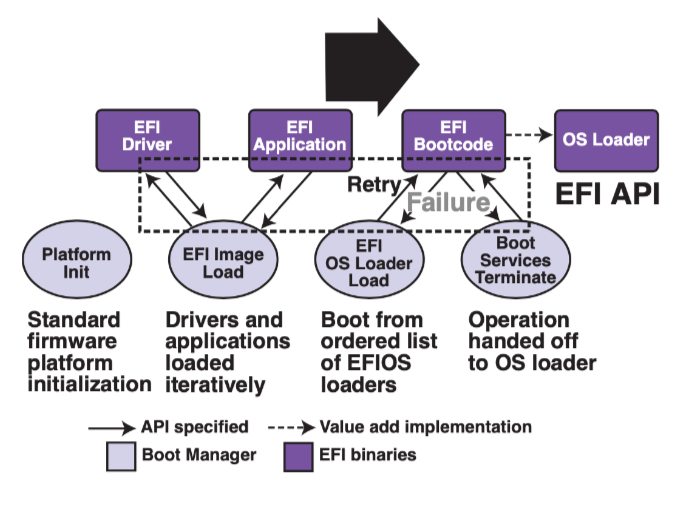 EFI
Driver
EFI
Application
EFI
Bootcode
OS Loader
EFI API
Retry
Failure
Platform
Init
EFI Image
Load
EFI
OS Loader
Load
Boot
Services
Terminate
Standard
firmware
platform
initialization
Drivers and
applications
loaded
iteratively
Boot from
ordered list
of EFIOS
loaders
Operation
handed off
to OS loader
API specified
Value add implementation
Boot Manager
EFI binaries